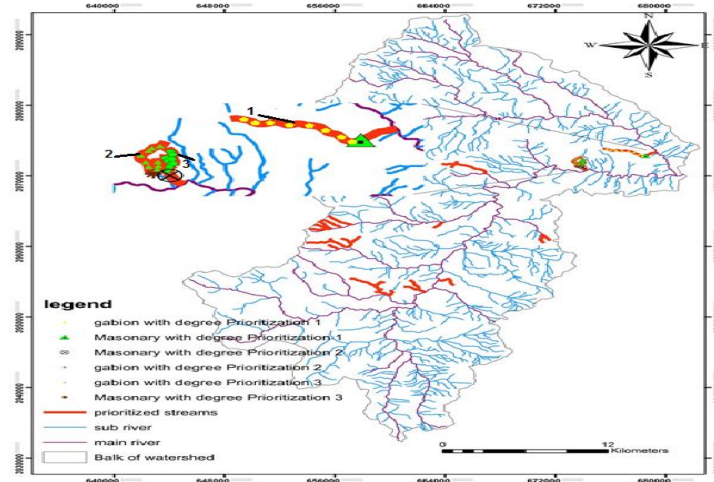 640000 648000 656000 664000 672000 680000
N
W E
S
1
2
3
legend
gabion with degree Prioritization 1
Masonary with degree Prioritization 1
Masonary with degree Prioritization 2
gabion with degree Prioritization 2
gabion with degree Prioritization 3
Masonary with degree Prioritization 3
prioritized streams
sub river
main river
Balk of watershed
0 12
Kilometers
640000 648000 656000 664000 672000 680000